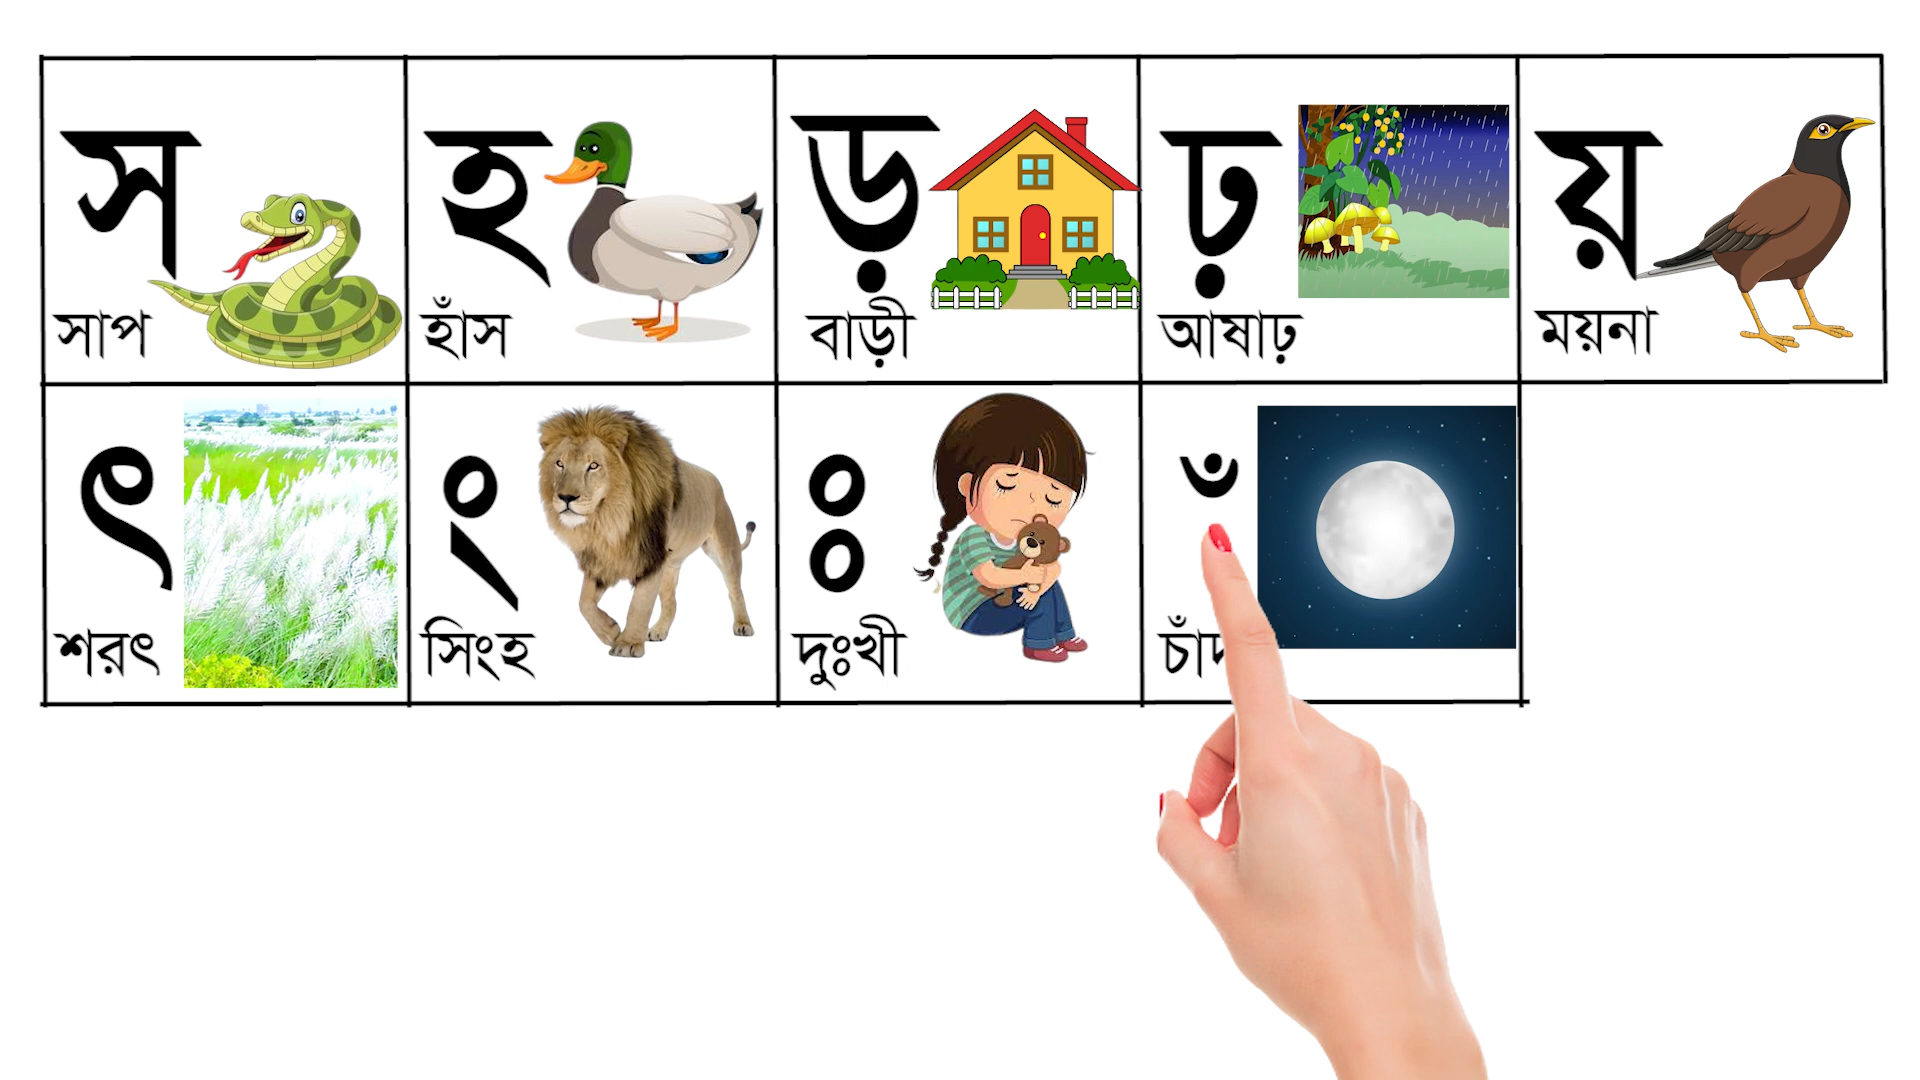 স
সাপ
হ
হাঁস
ড়
বাড়ী
ঢ়
আষাঢ়
য়
ময়না
ৎ
শরৎ
ং
সিংহ
ঃ
দুঃখী
ঁ